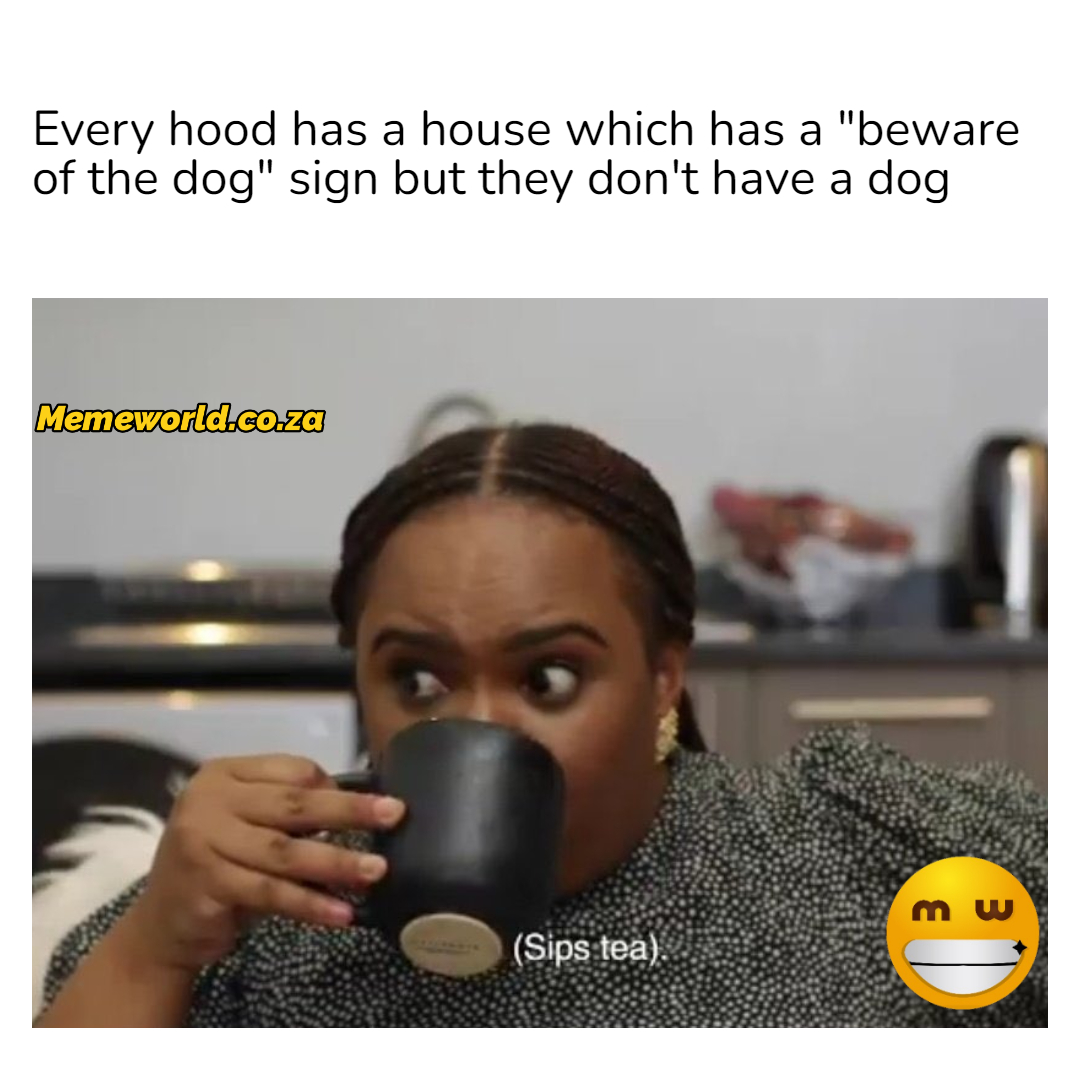 Every hood has a house which has a "beware
of the dog" sign but they don't have a dog
Memeworld.co.za
m w
(Sips tea).